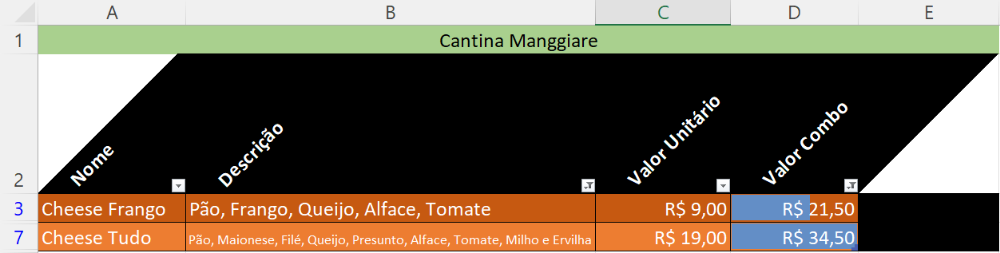 A B C D E
1 Cantina Manggiare
2 Nome Descrição Valor Unitário Valor Combo
3 Cheese Frango Pão, Frango, Queijo, Alface, Tomate R$ 9,00 R$ 21,50
7 Cheese Tudo Pão, Maionese, Filé, Queijo, Presunto, Alface, Tomate, Milho e Ervilha R$ 19,00 R$ 34,50